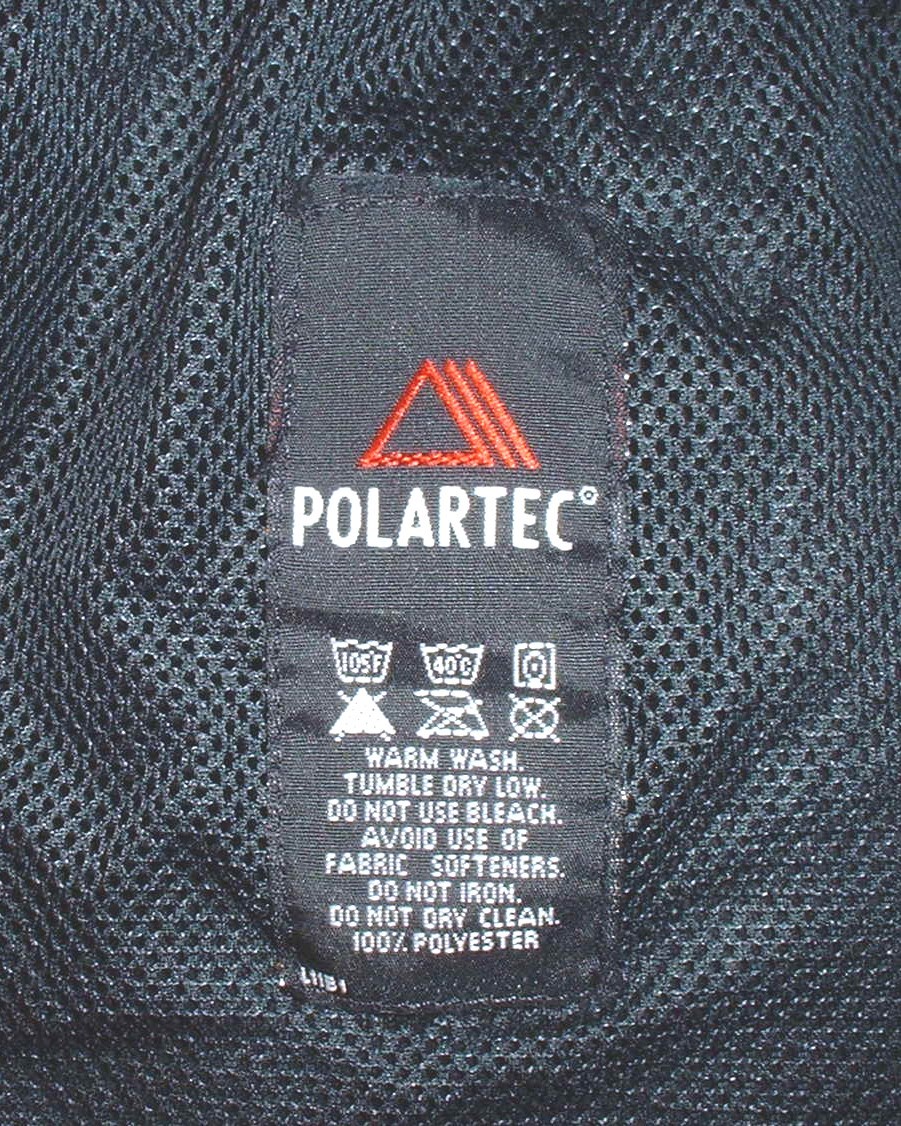 POLARTEC®
105F 40C
WARM WASH.
TUMBLE DRY LOW.
DO NOT USE BLEACH.
AVOID USE OF
FABRIC SOFTENERS.
DO NOT IRON.
DO NOT DRY CLEAN.
100% POLYESTER